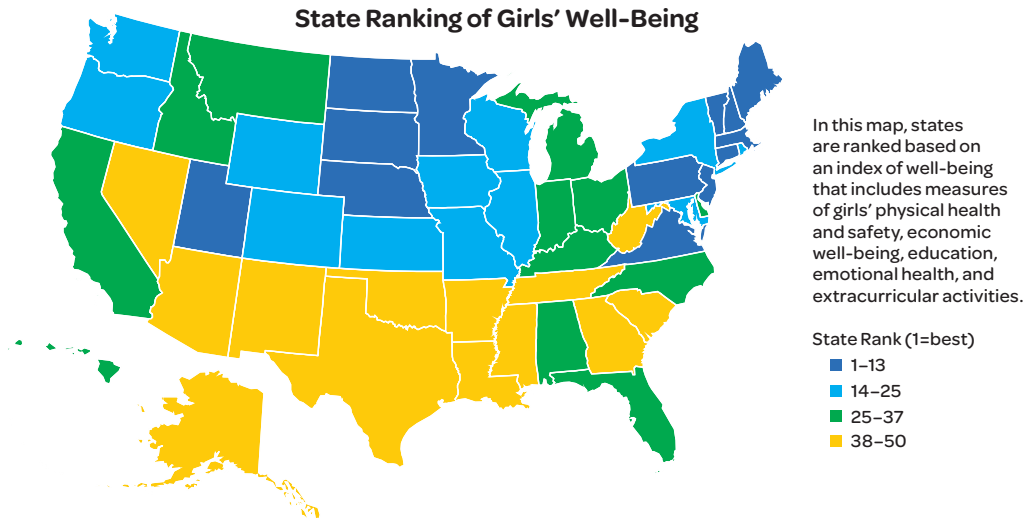 State Ranking of Girls’ Well-Being
In this map, states
are ranked based on
an index of well-being
that includes measures
of girls’ physical health
and safety, economic
well-being, education,
emotional health, and
extracurricular activities.
State Rank (1=best)
1–13
14–25
25–37
38–50